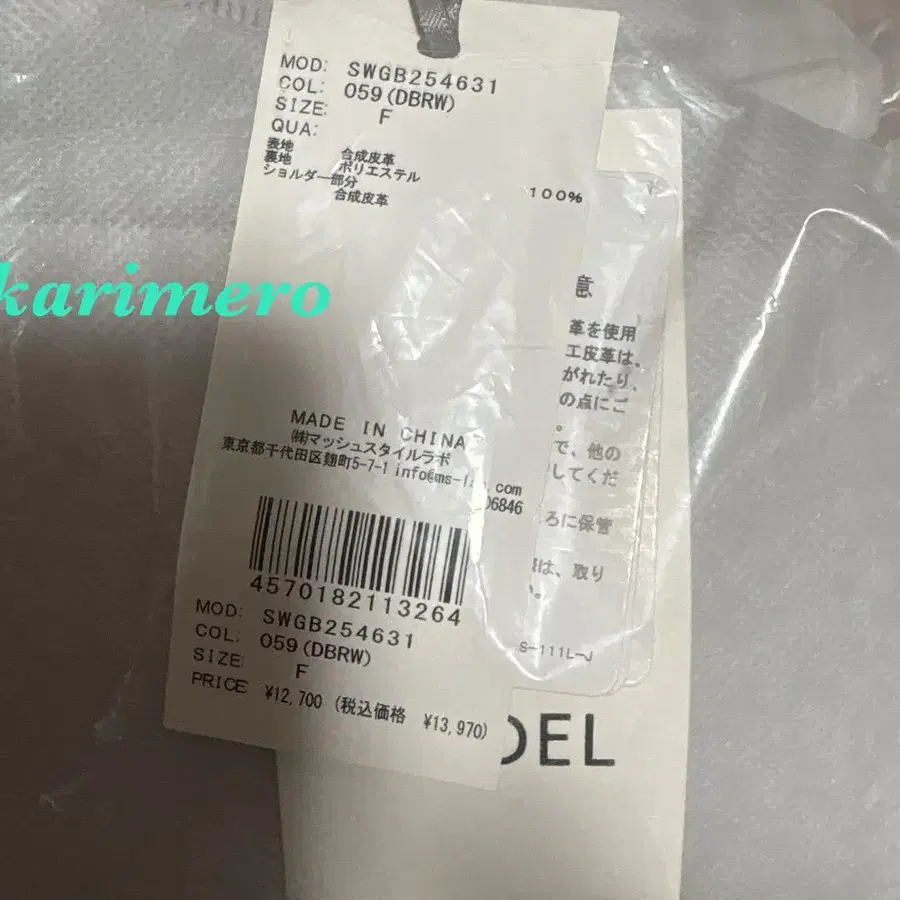 MOD: SWGB254631
COL: 059(DBRW)
SIZE: F
QUA:
表地 合成皮革
裏地 ポリエステル 100%
ショルダー部分
合成皮革
karimero
意
革を使用
工皮革は、
がれたり、
の点にご
。
で、他の
してくだ
ろに保管
は、取り
。
MADE IN CHINA
㈱マッシュスタイルラボ
東京都千代田区麹町5-7-1 info@ms-l .com
06846
4570182113264
MOD: SWGB254631
COL: 059(DBRW)
SIZE F
PRICE ¥12,700 (税込価格 ¥13,970)
S-111L-J
DEL